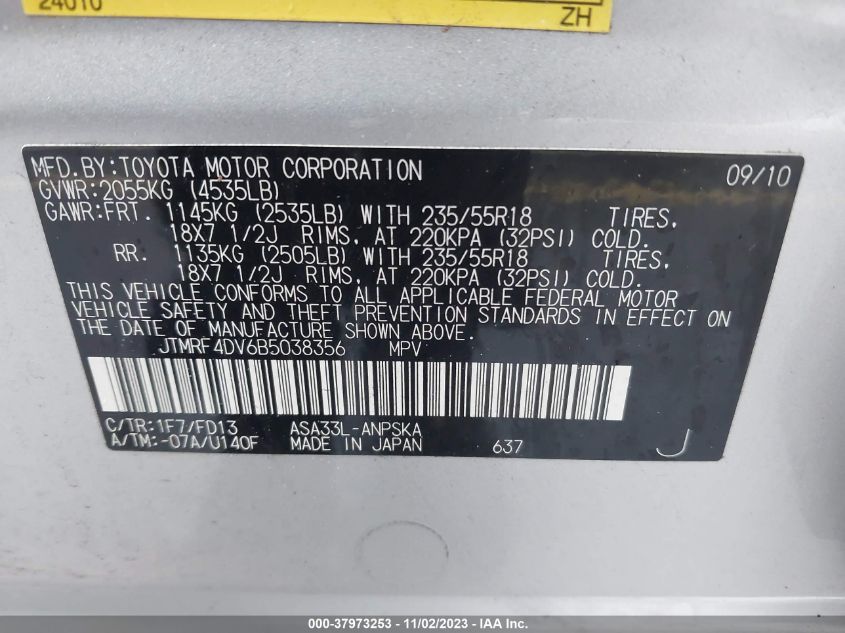 24010
ZH
MFD.BY:TOYOTA MOTOR CORPORATION 09/10
GVWR:2055KG (4535LB)
GAWR:FRT. 1145KG (2535LB) WITH 235/55R18 TIRES,
18X7 1/2J RIMS, AT 220KPA (32PSI) COLD.
RR. 1135KG (2505LB) WITH 235/55R18 TIRES,
18X7 1/2J RIMS, AT 220KPA (32PSI) COLD.
THIS VEHICLE CONFORMS TO ALL APPLICABLE FEDERAL MOTOR
VEHICLE SAFETY AND THEFT PREVENTION STANDARDS IN EFFECT ON
THE DATE OF MANUFACTURE SHOWN ABOVE.
JTMRF4DV6B5038356 MPV
C/TR:1F7/FD13 ASA33L-ANPSKA
A/TM:-07A/U140F MADE IN JAPAN 637 J
000-37973253 - 11/02/2023 - Copyright © IAA, Inc.